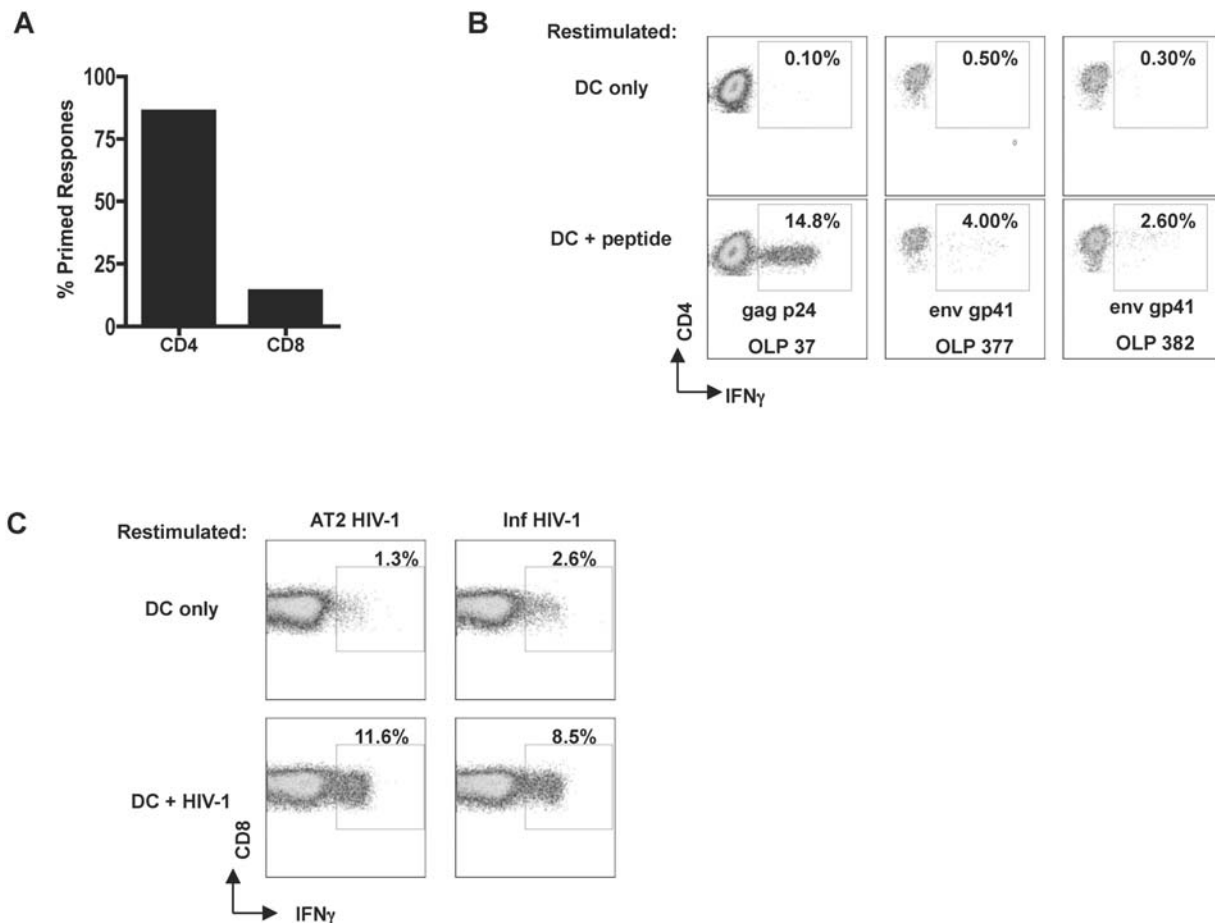 A
% Primed Respones
100
75
50
25
0
CD4
CD8
B
Restimulated:
DC only
0.10%
0.50%
0.30%
DC + peptide
14.8%
4.00%
2.60%
gag p24
env gp41
env gp41
OLP 37
OLP 377
OLP 382
CD4
IFNγ
C
Restimulated:
AT2 HIV-1
Inf HIV-1
DC only
1.3%
2.6%
DC + HIV-1
11.6%
8.5%
CD8
IFNγ